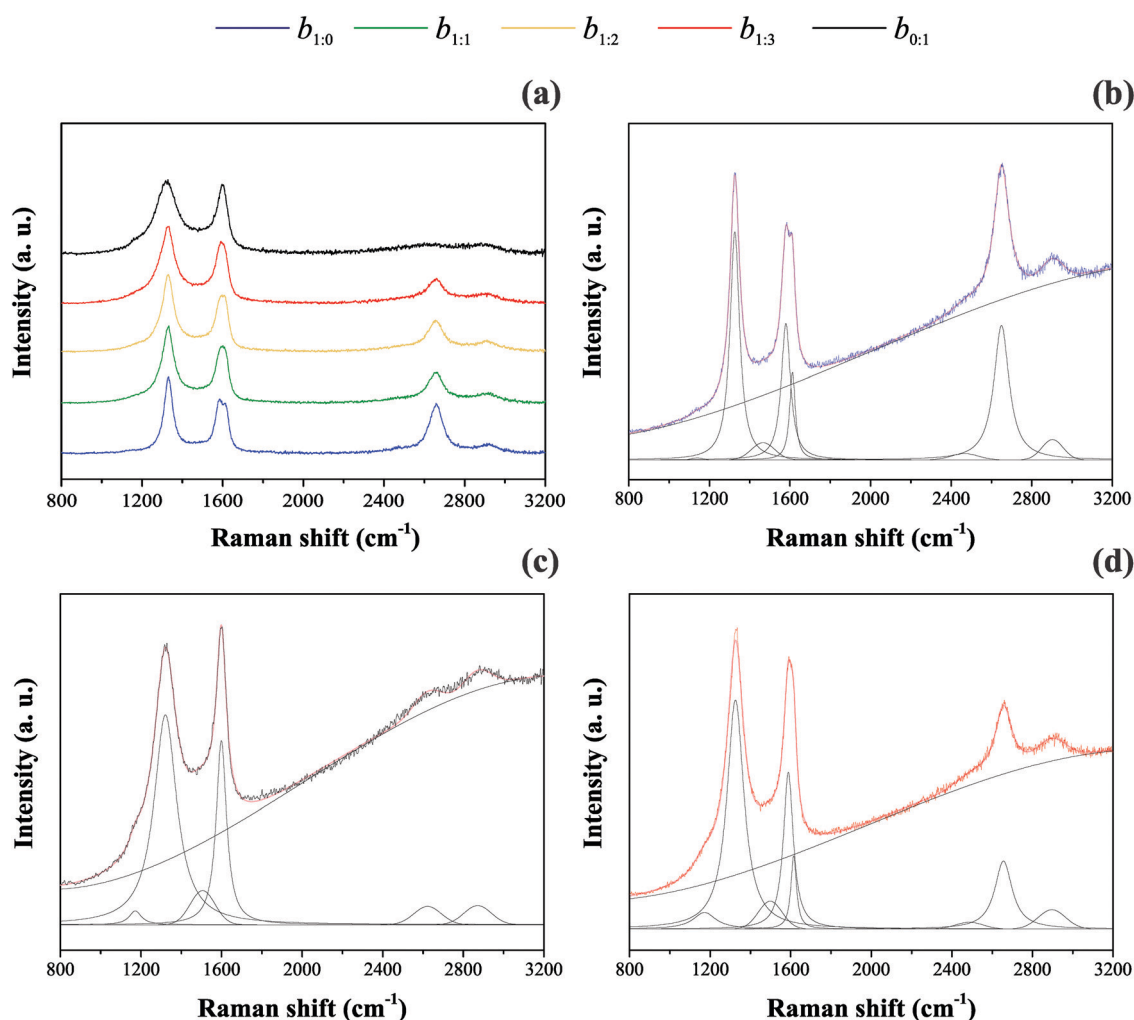 b1:0 b1:1 b1:2 b1:3 b0:1
(a)
Intensity (a. u.)
800 1200 1600 2000 2400 2800 3200
Raman shift (cm-1)
(b)
Intensity (a. u.)
800 1200 1600 2000 2400 2800 3200
Raman shift (cm-1)
(c)
Intensity (a. u.)
800 1200 1600 2000 2400 2800 3200
Raman shift (cm-1)
(d)
Intensity (a. u.)
800 1200 1600 2000 2400 2800 3200
Raman shift (cm-1)